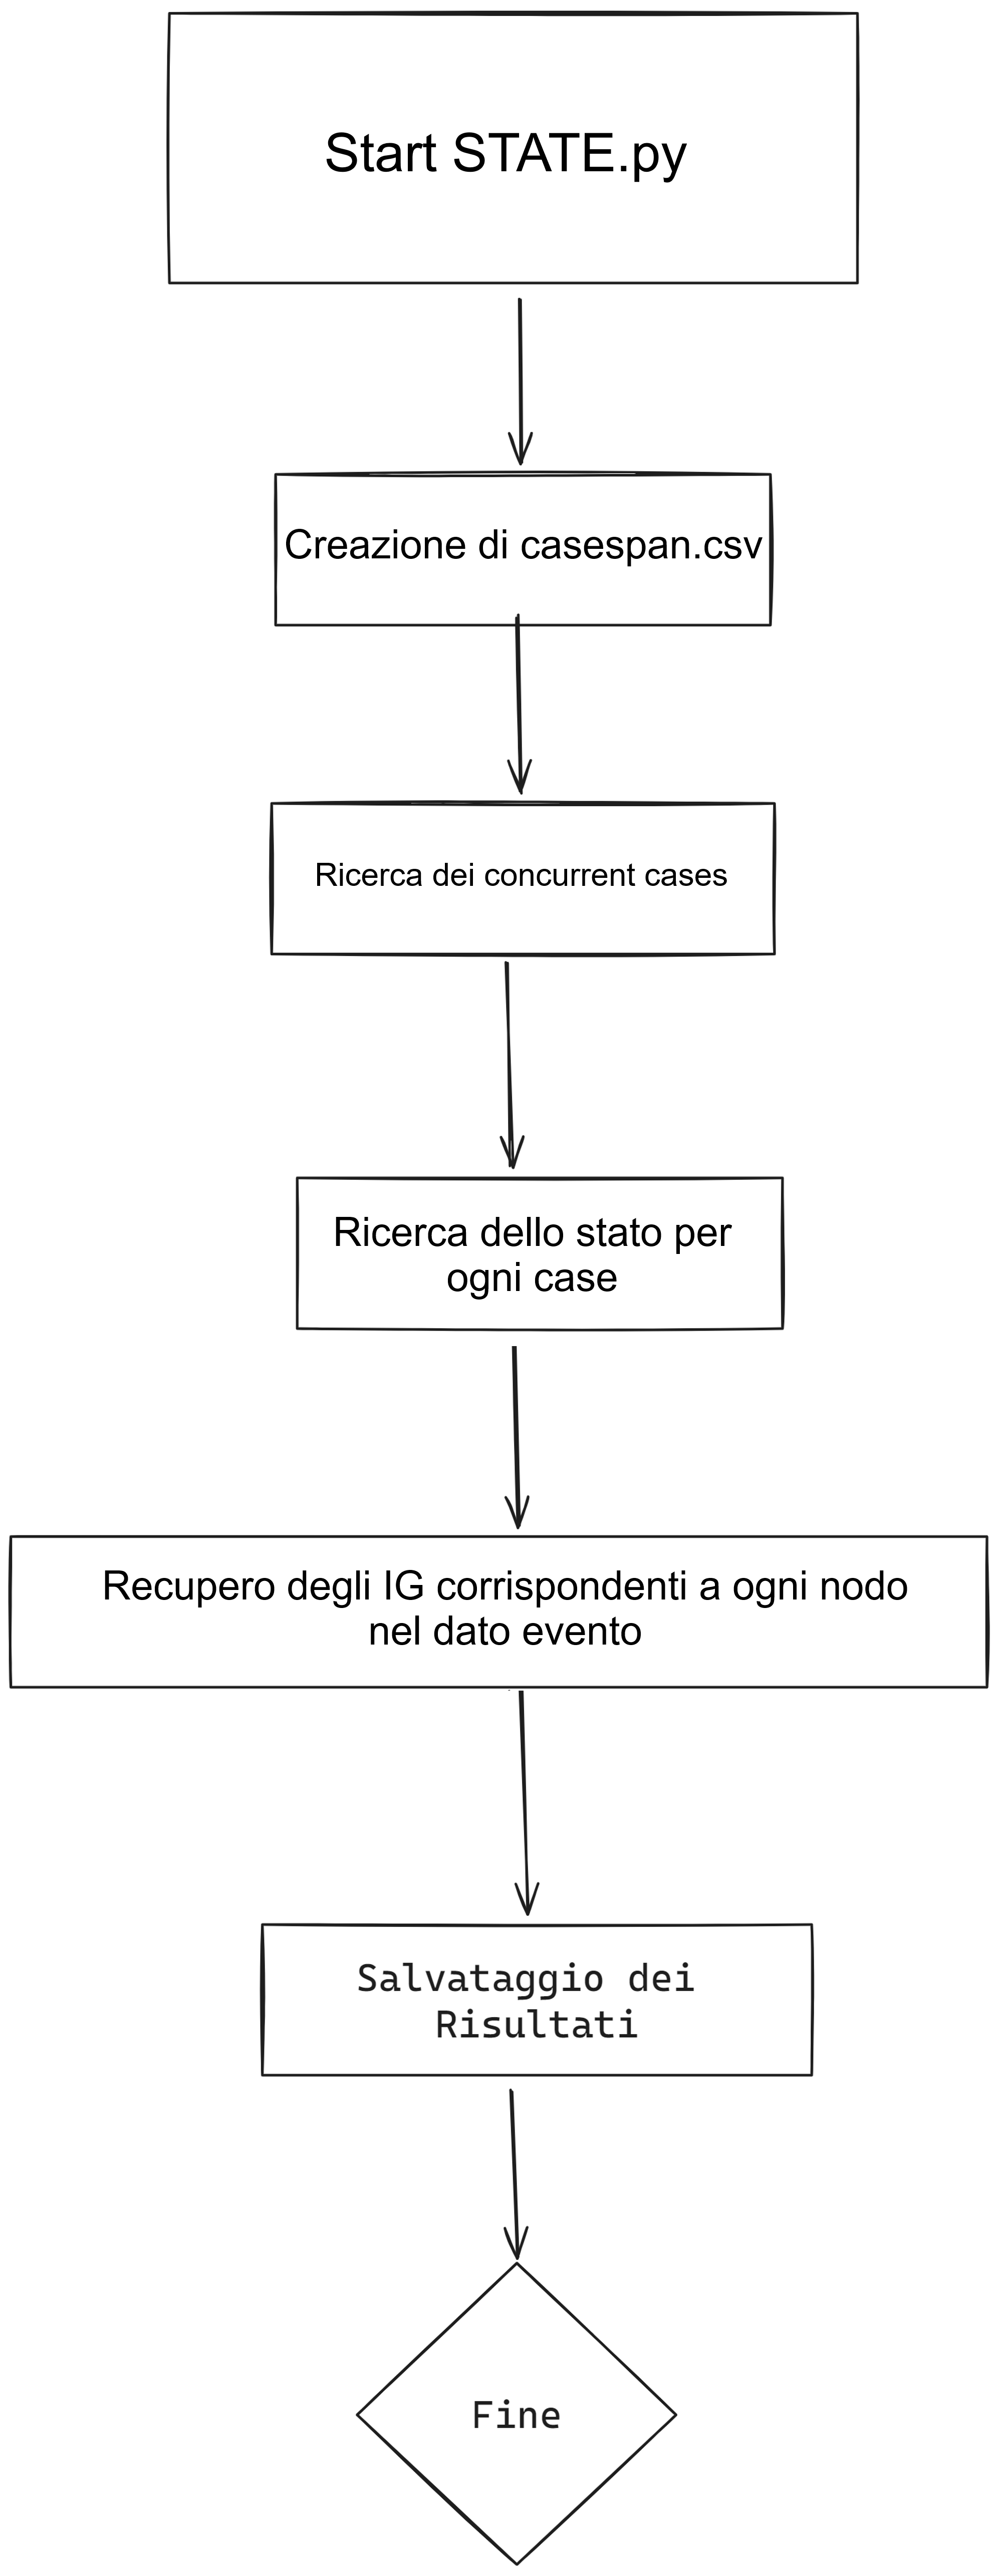 Start STATE.py
Creazione di casespan.csv
Ricerca dei concurrent cases
Ricerca dello stato per
ogni case
Recupero degli IG corrispondenti a ogni nodo
nel dato evento
Salvataggio dei
Risultati
Fine